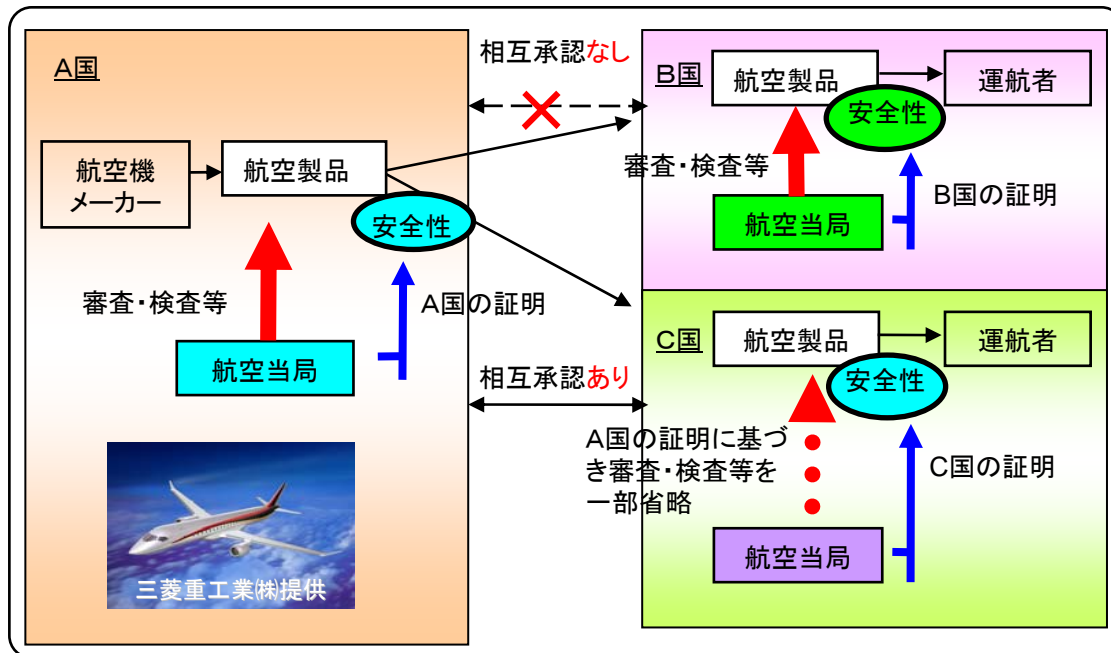 A国
航空機
メーカー
航空製品
安全性
審査・検査等
A国の証明
航空当局
三菱重工業㈱提供
相互承認なし
相互承認あり
B国
航空製品
運航者
安全性
審査・検査等
B国の証明
航空当局
C国
航空製品
運航者
安全性
A国の証明に基づ
き審査・検査等を
一部省略
C国の証明
航空当局